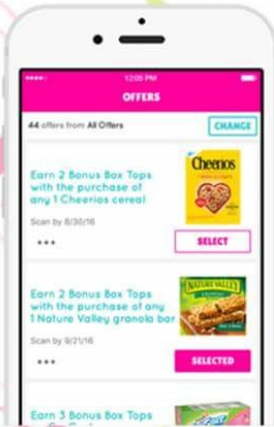 12:05 PM
OFFERS
44 offers from All Offers
CHANGE
Earn 2 Bonus Box Tops
with the purchase of
any 1 Cheerios cereal
Cheerios
Scan by 8/30/16
SELECT
Earn 2 Bonus Box Tops
with the purchase of any
1 Nature Valley granola bar
NATURE VALLEY
Scan by 9/21/16
SELECTED
Earn 3 Bonus Box Tops